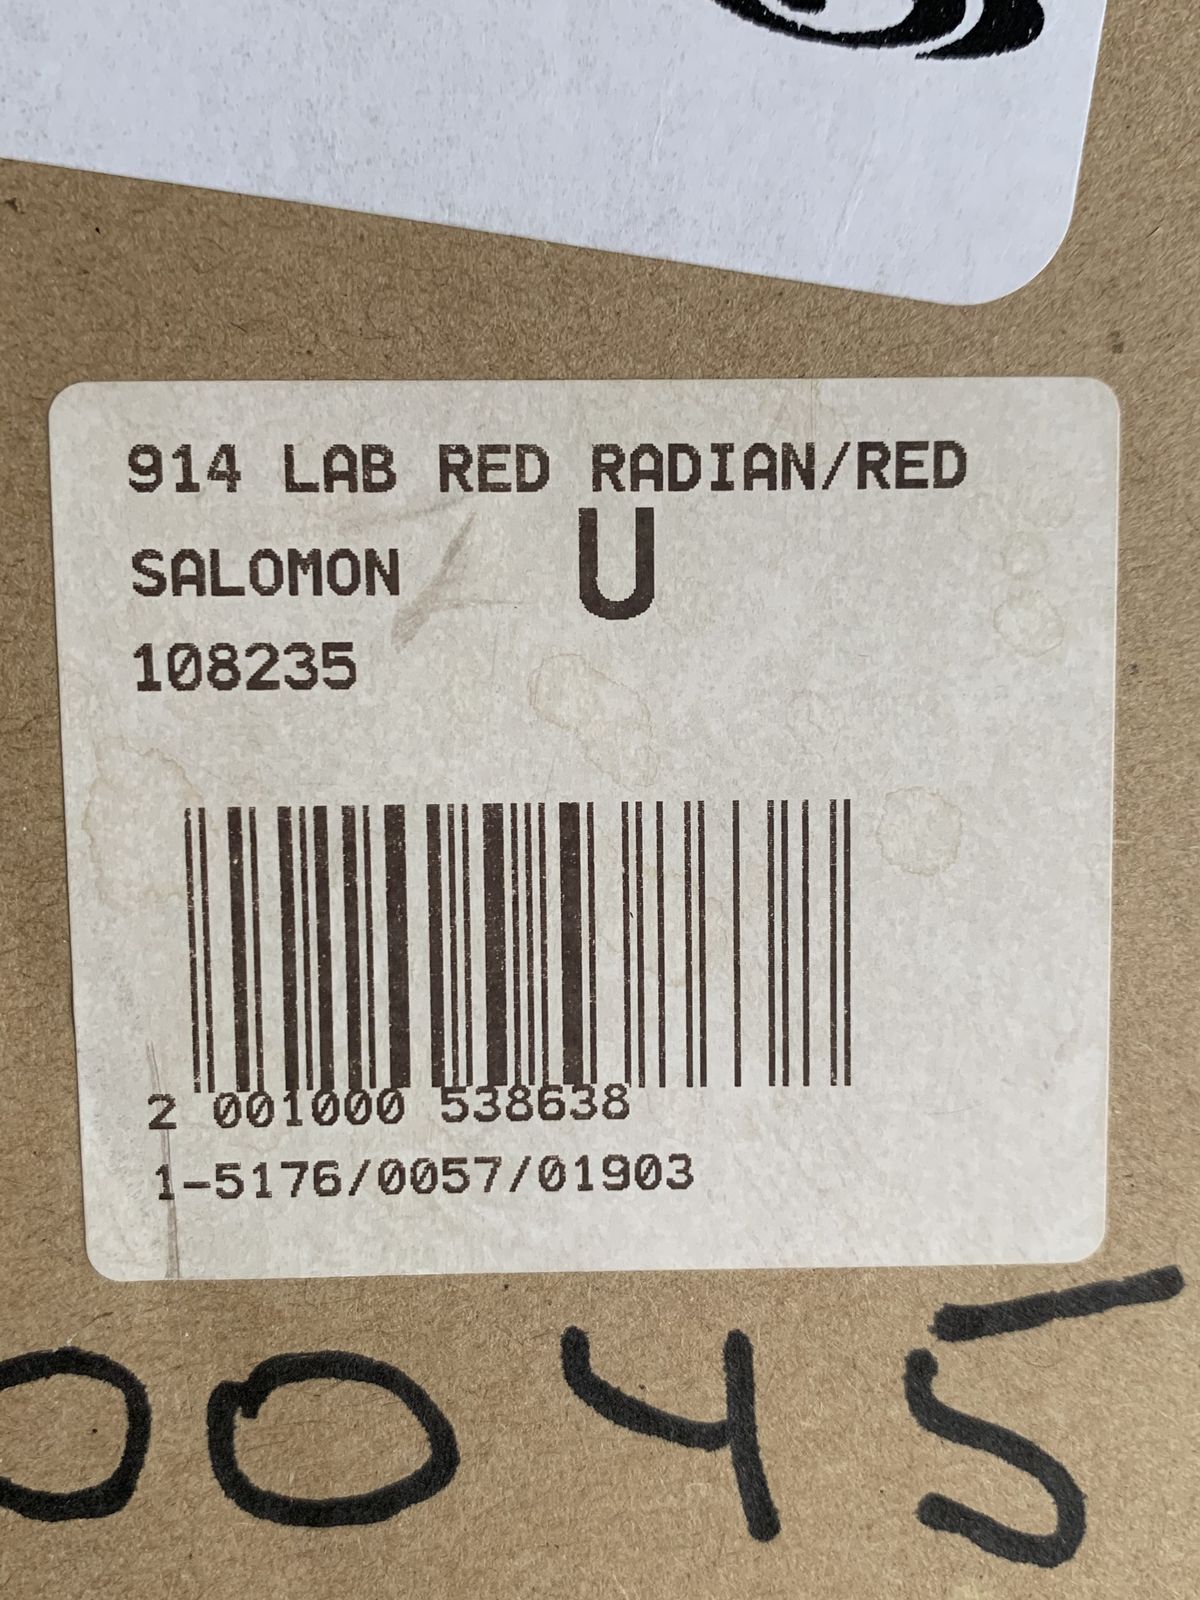 914 LAB RED RADIAN/RED
SALOMON U
108235
2 001000 538638
1-5176/0057/01903
0045